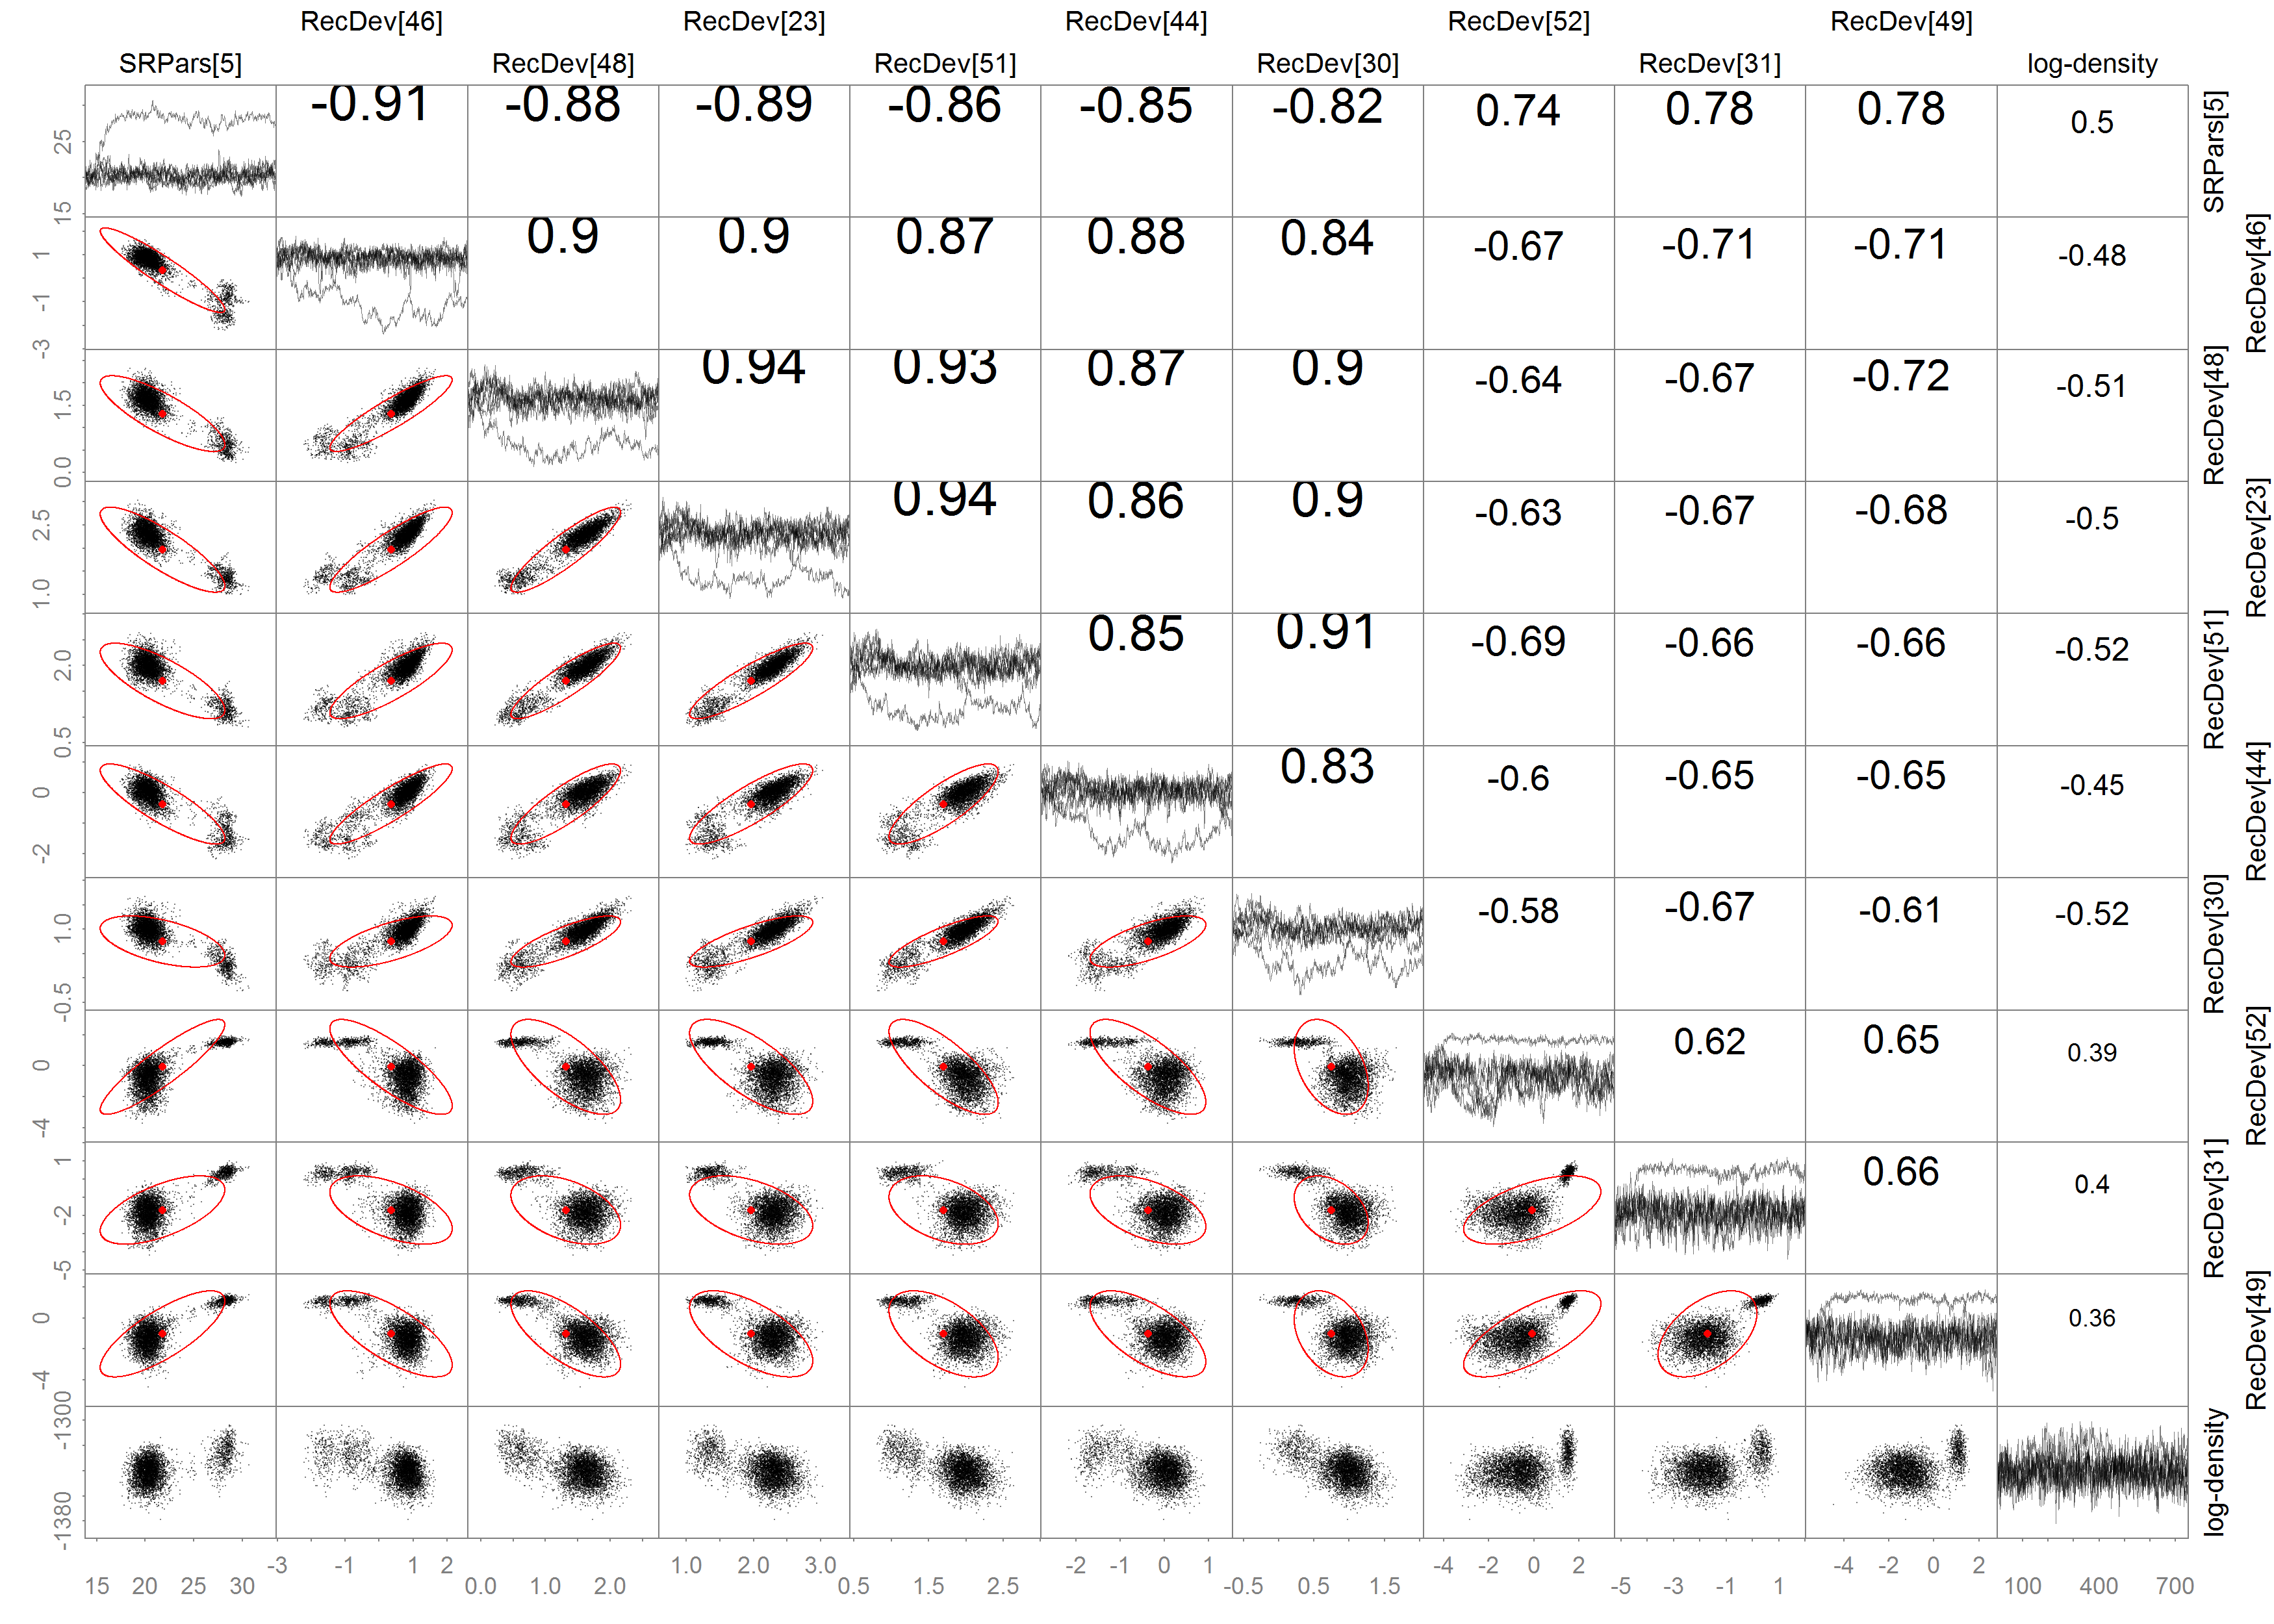 RecDev[46] RecDev[23] RecDev[44] RecDev[52] RecDev[49]
SRPars[5] RecDev[48] RecDev[51] RecDev[30] RecDev[31] log-density
25 15 -0.91 -0.88 -0.89 -0.86 -0.85 -0.82 0.74 0.78 0.78 0.5 SRPars[5]
1 -1 -3 0.9 0.9 0.87 0.88 0.84 -0.67 -0.71 -0.71 -0.48 RecDev[46]
1.5 0.0 0.94 0.93 0.87 0.9 -0.64 -0.67 -0.72 -0.51 RecDev[48]
2.5 1.0 0.94 0.86 0.9 -0.63 -0.67 -0.68 -0.5 RecDev[23]
2.0 0.5 0.85 0.91 -0.69 -0.66 -0.66 -0.52 RecDev[51]
0 -2 0.83 -0.6 -0.65 -0.65 -0.45 RecDev[44]
1.0 -0.5 -0.58 -0.67 -0.61 -0.52 RecDev[30]
0 -4 0.62 0.65 0.39 RecDev[52]
1 -2 -5 0.66 0.4 RecDev[31]
0 -4 0.36 RecDev[49]
-1300 -1380 log-density
-3 -1 1 2 1.0 2.0 3.0 -2 -1 0 1 -4 -2 0 2 -4 -2 0 2
15 20 25 30 0.0 1.0 2.0 0.5 1.5 2.5 -0.5 0.5 1.5 -5 -3 -1 1 100 400 700